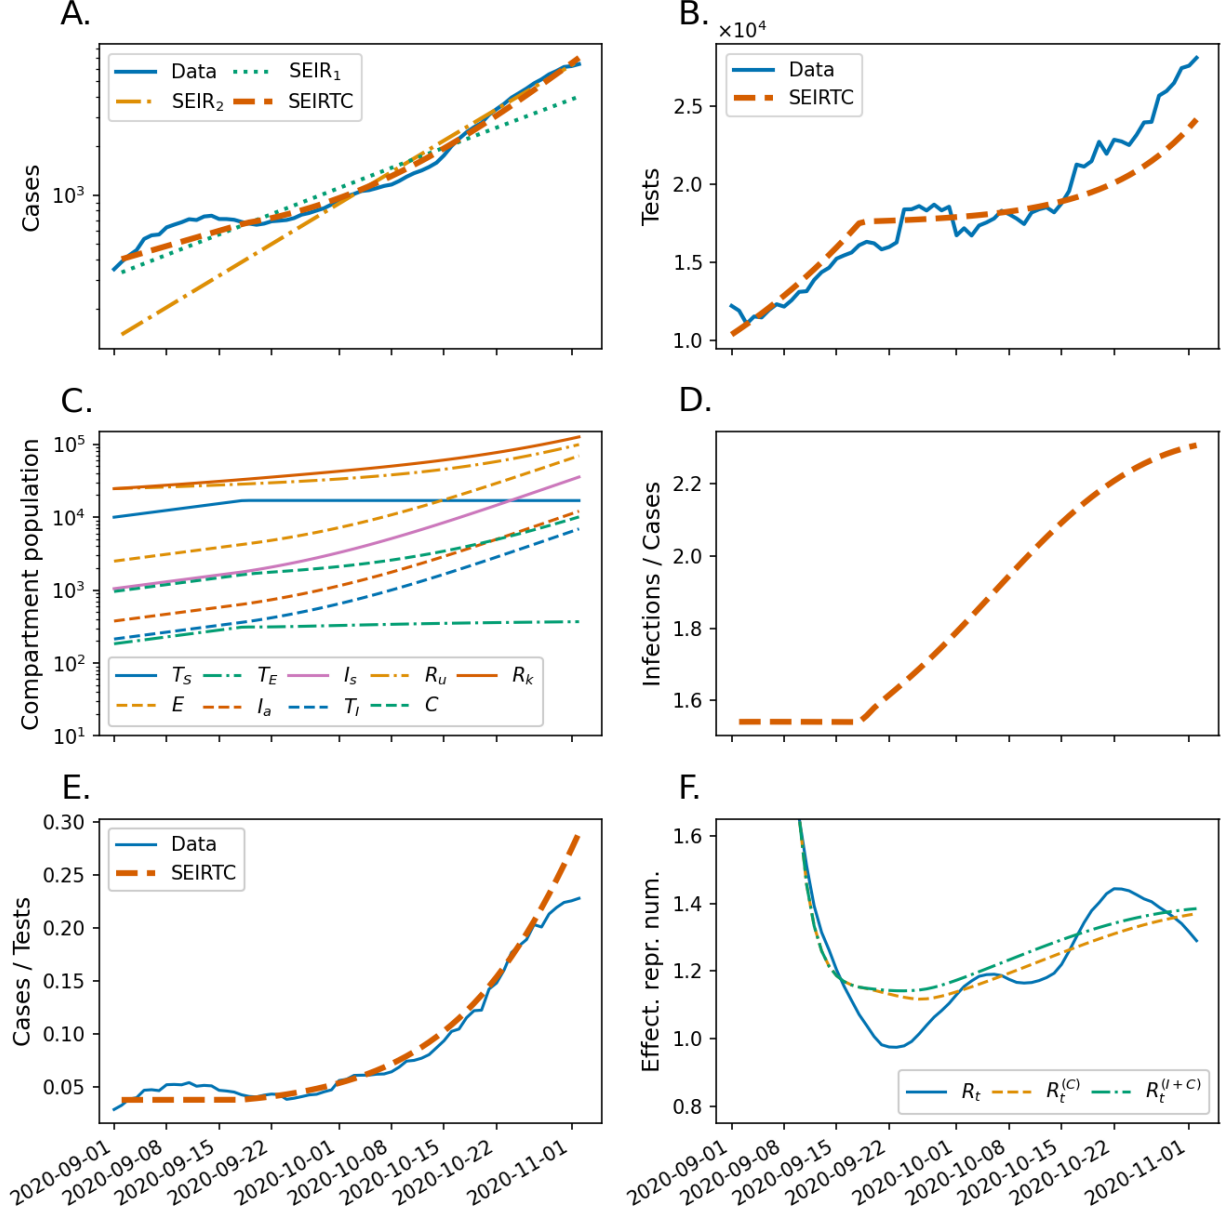 A.
Data
SEIR₂
SEIR₁
SEIRTC
Cases
10³
B.
×10⁴
Data
SEIRTC
Tests
2.5
2.0
1.5
1.0
C.
Compartment population
10⁵
10⁴
10³
10²
10¹
T_S
E
T_E
I_a
I_s
T_I
R_u
C
R_k
D.
Infections / Cases
2.2
2.0
1.8
1.6
E.
Data
SEIRTC
Cases / Tests
0.30
0.25
0.20
0.15
0.10
0.05
2020-09-01
2020-09-08
2020-09-15
2020-09-22
2020-10-01
2020-10-08
2020-10-15
2020-10-22
2020-11-01
F.
Effect. repr. num.
1.6
1.4
1.2
1.0
0.8
R_t
R_t^(C)
R_t^(I+C)
2020-09-01
2020-09-08
2020-09-15
2020-09-22
2020-10-01
2020-10-08
2020-10-15
2020-10-22
2020-11-01